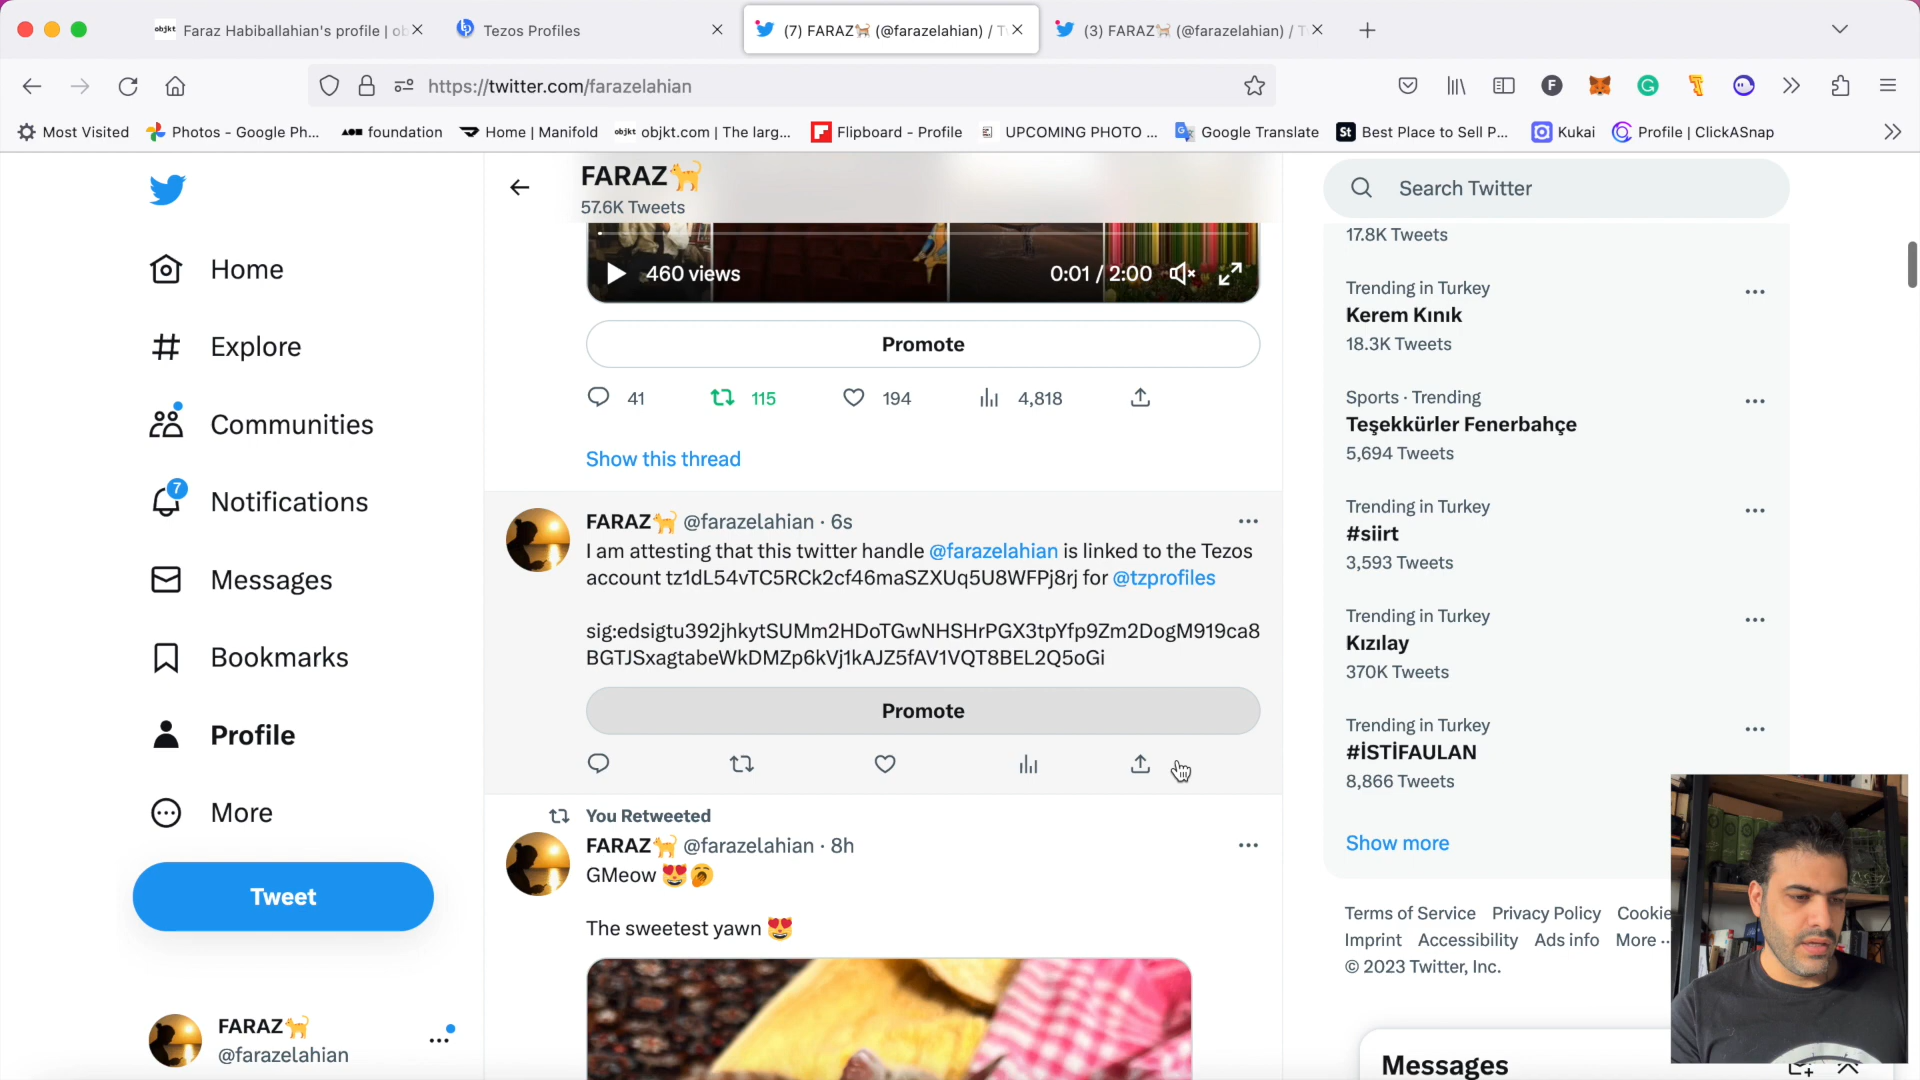 objkt Faraz Habiballahian's profile | ob
Tezos Profiles
(7) FARAZ🐈 (@farazelahian) / T
(3) FARAZ🐈 (@farazelahian) / T
https://twitter.com/farazelahian
Most Visited
Photos - Google Ph...
foundation
Home | Manifold
objkt objkt.com | The larg...
Flipboard - Profile
UPCOMING PHOTO ...
Google Translate
St Best Place to Sell P...
Kukai
Profile | ClickASnap
Home
Explore
Communities
7
Notifications
Messages
Bookmarks
Profile
More
Tweet
FARAZ🐈
@farazelahian
FARAZ🐈
57.6K Tweets
460 views
0:01 / 2:00
Promote
41 115 194 4,818
Show this thread
FARAZ🐈 @farazelahian · 6s
I am attesting that this twitter handle @farazelahian is linked to the Tezos
account tz1dL54vTC5RCk2cf46maSZXUq5U8WFPj8rj for @tzprofiles
sig:edsigtu392jhkytSUMm2HDoTGwNHSHrPGX3tpYfp9Zm2DogM919ca8
BGTJSxagtabeWkDMZp6kVj1kAJZ5fAV1VQT8BEL2Q5oGi
Promote
You Retweeted
FARAZ🐈 @farazelahian · 8h
GMeow 😻🥱
The sweetest yawn 😻
Search Twitter
17.8K Tweets
Trending in Turkey
Kerem Kınık
18.3K Tweets
Sports · Trending
Teşekkürler Fenerbahçe
5,694 Tweets
Trending in Turkey
#siirt
3,593 Tweets
Trending in Turkey
Kızılay
370K Tweets
Trending in Turkey
#İSTİFAULAN
8,866 Tweets
Show more
Terms of Service Privacy Policy Cookie
Imprint Accessibility Ads info More ..
© 2023 Twitter, Inc.
Messages